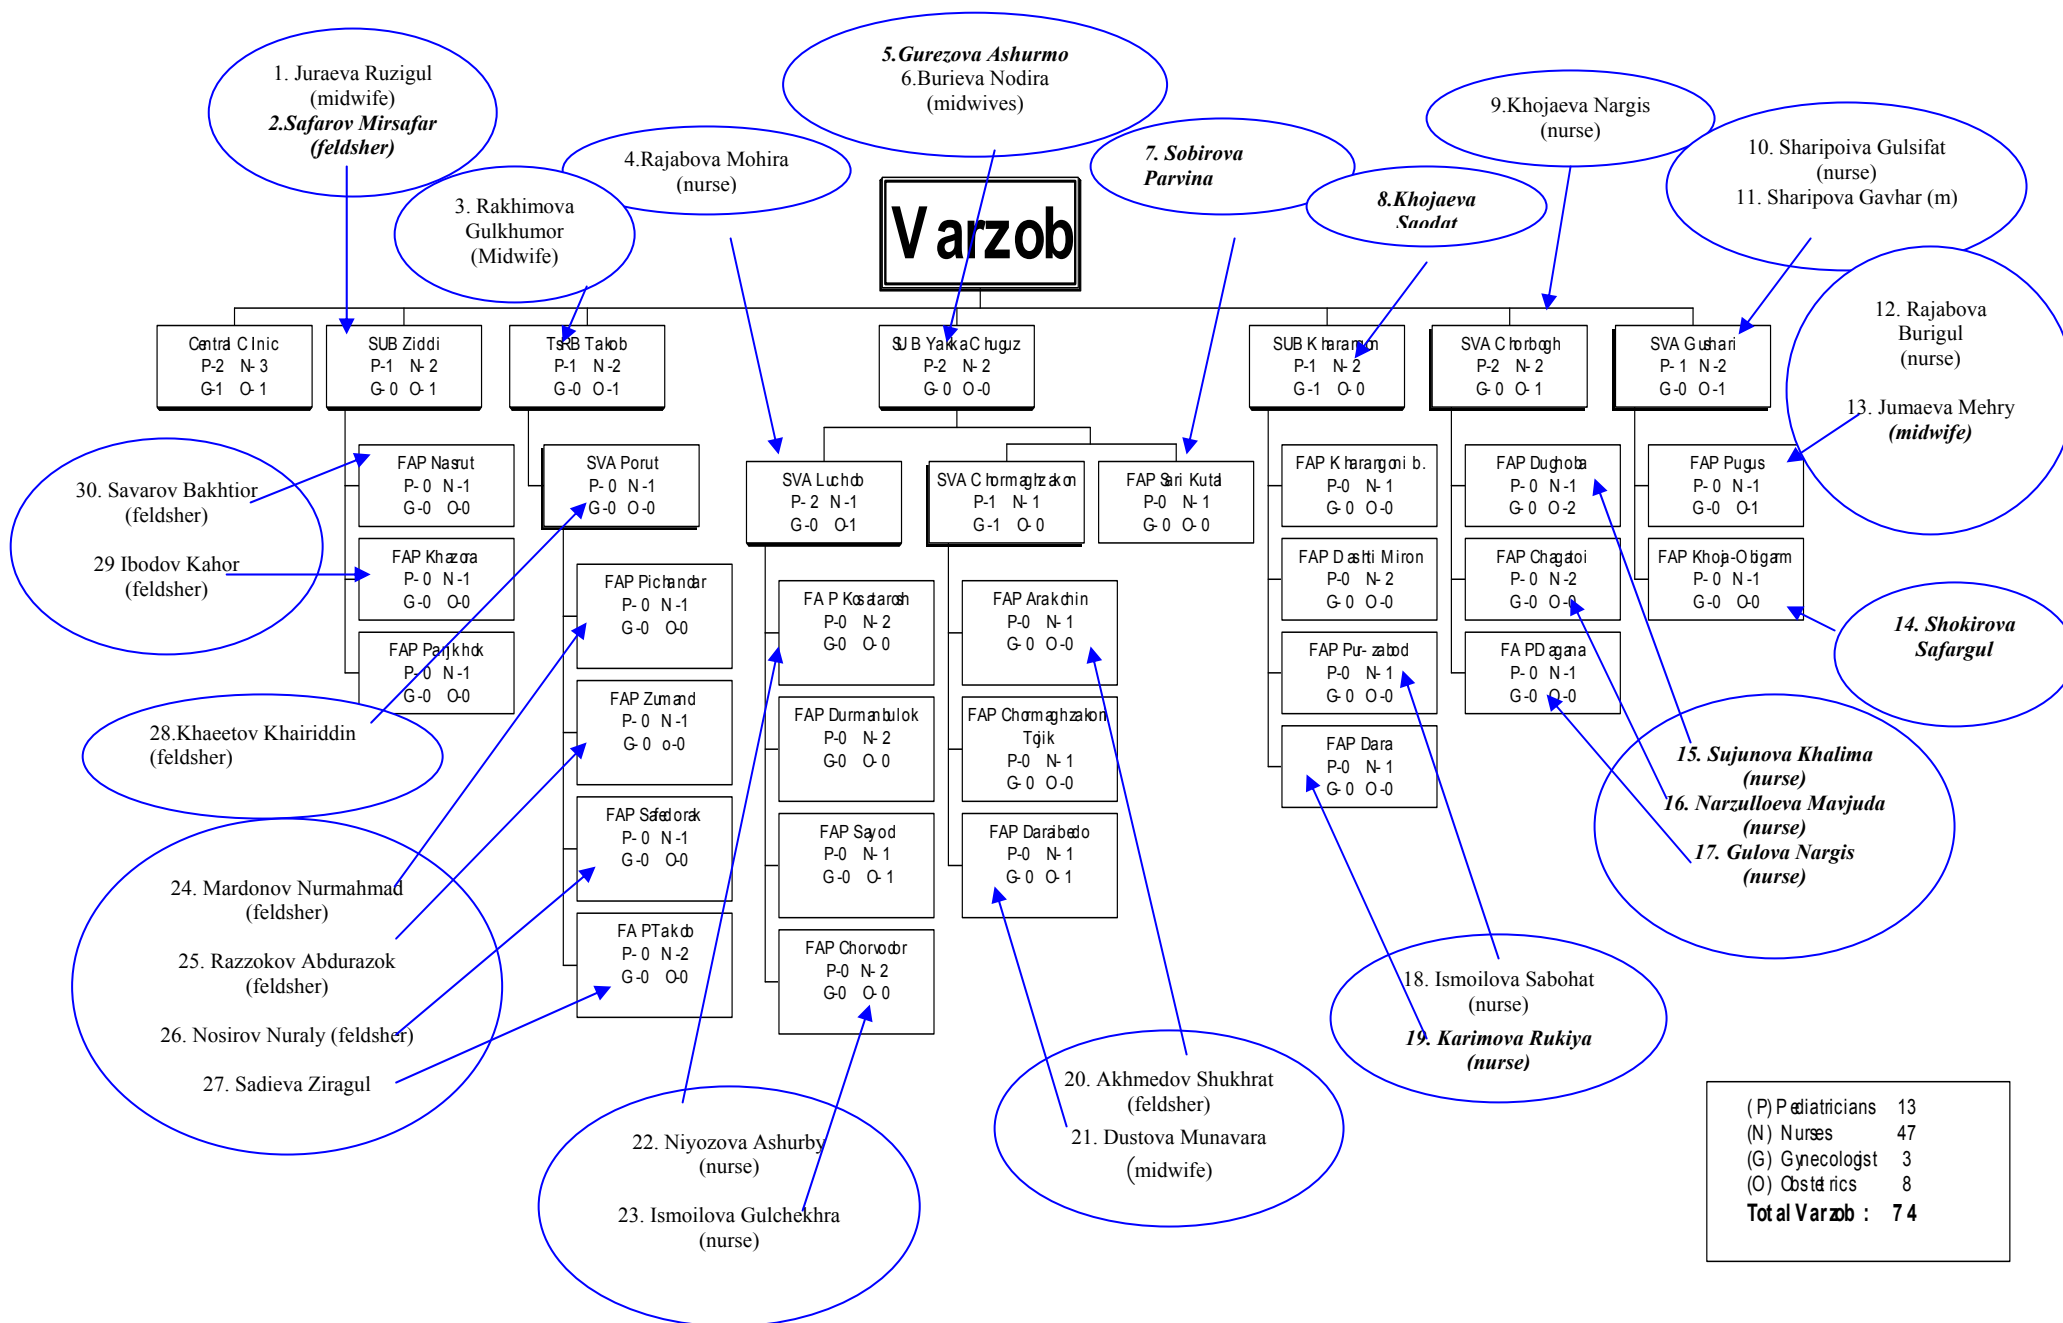 1. Juraeva Ruzigul
(midwife)
2.Safarov Mirsafar
(feldsher)
3. Rakhimova
Gulkhumor
(Midwife)
4.Rajabova Mohira
(nurse)
5.Gurezova Ashurmo
6.Burieva Nodira
(midwives)
7. Sobirova
Parvina
8.Khojaeva
Saodat
9.Khojaeva Nargis
(nurse)
10. Sharipoiva Gulsifat
(nurse)
11. Sharipova Gavhar (m)
12. Rajabova
Burigul
(nurse)
13. Jumaeva Mehry
(midwife)
Varzob
Central Clinic
P-2 N-3
G-1 O-1
SUB Ziddi
P-1 N-2
G-0 O-1
TsRB Takob
P-1 N-2
G-0 O-1
SUB Yakka Chuguz
P-2 N-2
G-0 O-0
SUB Kharangon
P-1 N-2
G-1 O-0
SVA Chorbogh
P-2 N-2
G-0 O-1
SVA Gushari
P-1 N-2
G-0 O-1
FAP Nasrut
P-0 N-1
G-0 O-0
FAP Khazora
P-0 N-1
G-0 O-0
FAP Panjkhok
P-0 N-1
G-0 O-0
SVA Porut
P-0 N-1
G-0 O-0
FAP Pichandar
P-0 N-1
G-0 O-0
FAP Zumand
P-0 N-1
G-0 o-0
FAP Safedorak
P-0 N-1
G-0 O-0
FAP Takob
P-0 N-2
G-0 O-0
SVA Luchob
P-2 N-1
G-0 O-1
FAP Kosatarosh
P-0 N-2
G-0 O-0
FAP Durmanbulok
P-0 N-2
G-0 O-0
FAP Sayod
P-0 N-1
G-0 O-1
FAP Chorvodor
P-0 N-2
G-0 O-0
SVA Chormaghzakon
P-1 N-1
G-1 O-0
FAP Arakchin
P-0 N-1
G-0 O-0
FAP Chormaghzakon
Tojik
P-0 N-1
G-0 O-0
FAP Daraibedo
P-0 N-1
G-0 O-1
FAP Sari Kutal
P-0 N-1
G-0 O-0
FAP Kharangoni b.
P-0 N-1
G-0 O-0
FAP Dashti Miron
P-0 N-2
G-0 O-0
FAP Pur-zabod
P-0 N-1
G-0 O-0
FAP Dara
P-0 N-1
G-0 O-0
FAP Dughoba
P-0 N-1
G-0 O-2
FAP Chagatoi
P-0 N-2
G-0 O-0
FAP Dagana
P-0 N-1
G-0 O-0
FAP Pugus
P-0 N-1
G-0 O-1
FAP Khoja-Obigarm
P-0 N-1
G-0 O-0
14. Shokirova
Safargul
15. Sujunova Khalima
(nurse)
16. Narzulloeva Mavjuda
(nurse)
17. Gulova Nargis
(nurse)
18. Ismoilova Sabohat
(nurse)
19. Karimova Rukiya
(nurse)
20. Akhmedov Shukhrat
(feldsher)
21. Dustova Munavara
(midwife)
22. Niyozova Ashurby
(nurse)
23. Ismoilova Gulchekhra
(nurse)
24. Mardonov Nurmahmad
(feldsher)
25. Razzokov Abdurazok
(feldsher)
26. Nosirov Nuraly (feldsher)
27. Sadieva Ziragul
28.Khaeetov Khairiddin
(feldsher)
30. Savarov Bakhtior
(feldsher)
29 Ibodov Kahor
(feldsher)
(P) Pediatricians 13
(N) Nurses 47
(G) Gynecologist 3
(O) Obstetrics 8
Total Varzob : 74